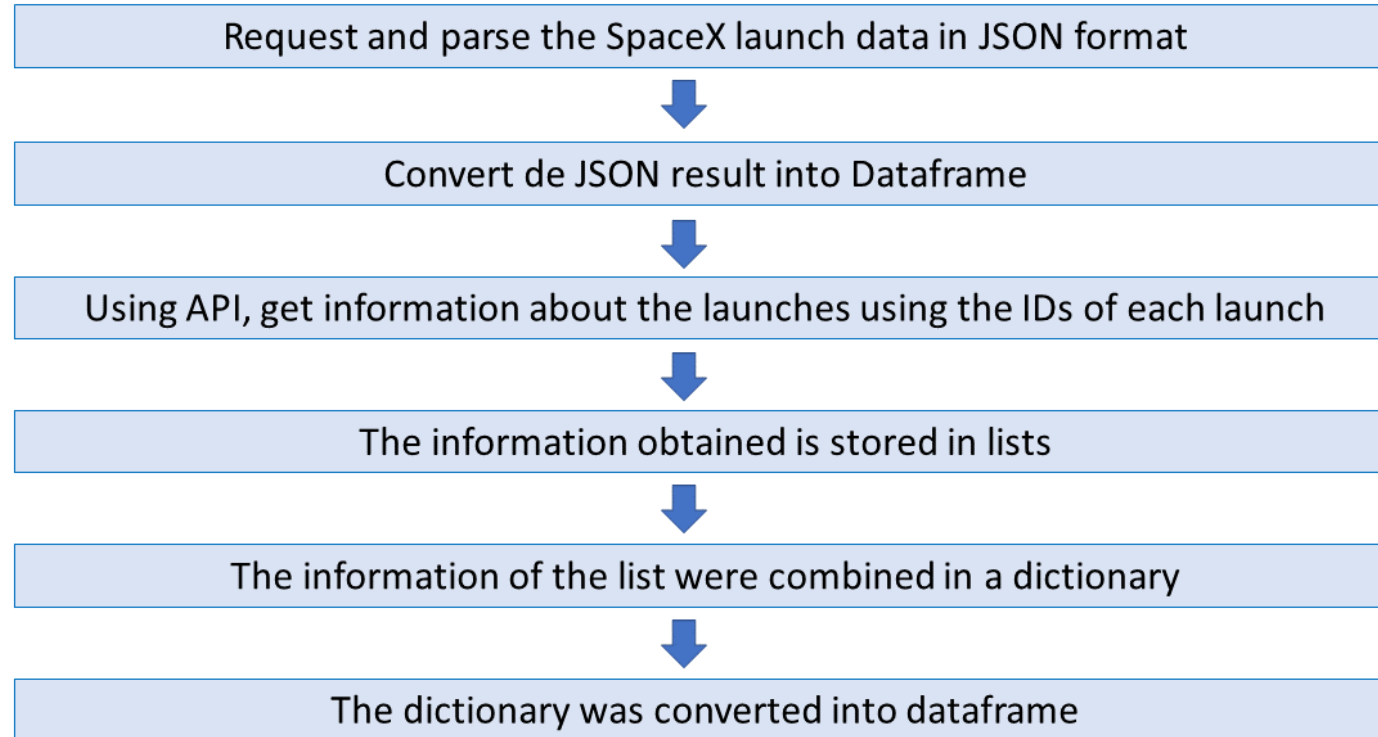 Request and parse the SpaceX launch data in JSON format
Convert de JSON result into Dataframe
Using API, get information about the launches using the IDs of each launch
The information obtained is stored in lists
The information of the list were combined in a dictionary
The dictionary was converted into dataframe